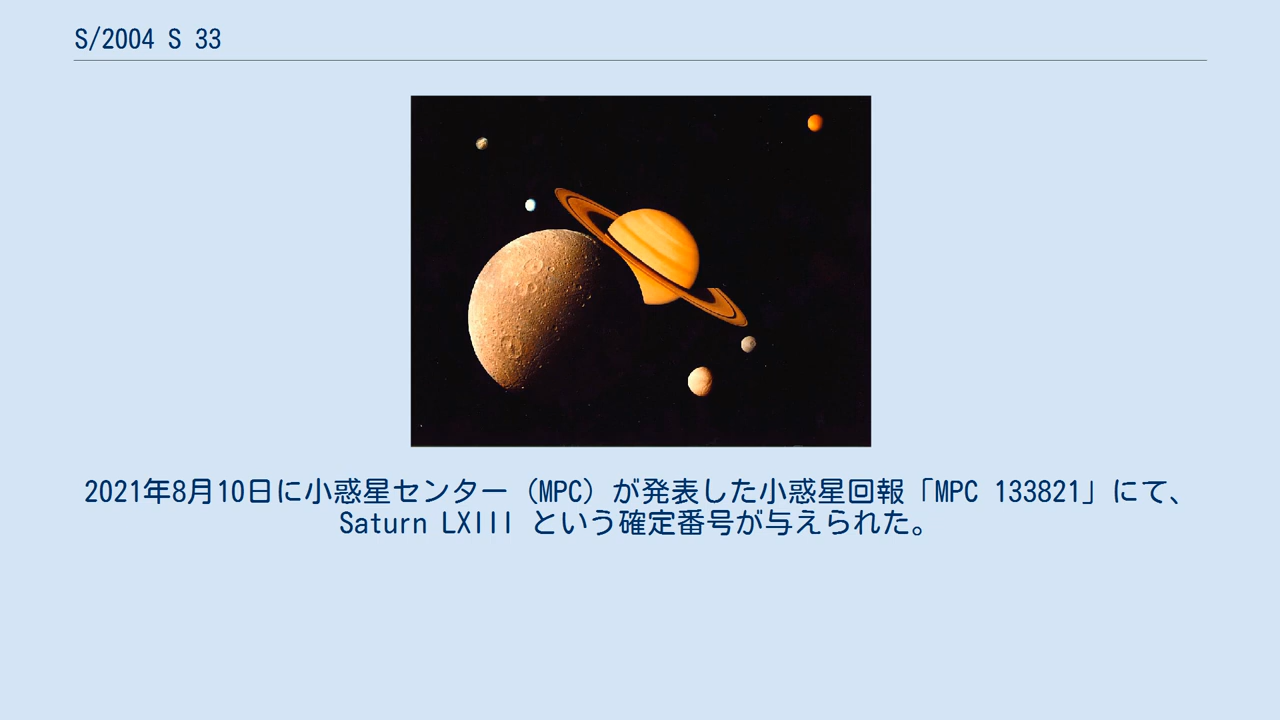 S/2004 S 33
2021年8月10日に小惑星センター（MPC）が発表した小惑星回報「MPC 133821」にて、
Saturn LXIII という確定番号が与えられた。